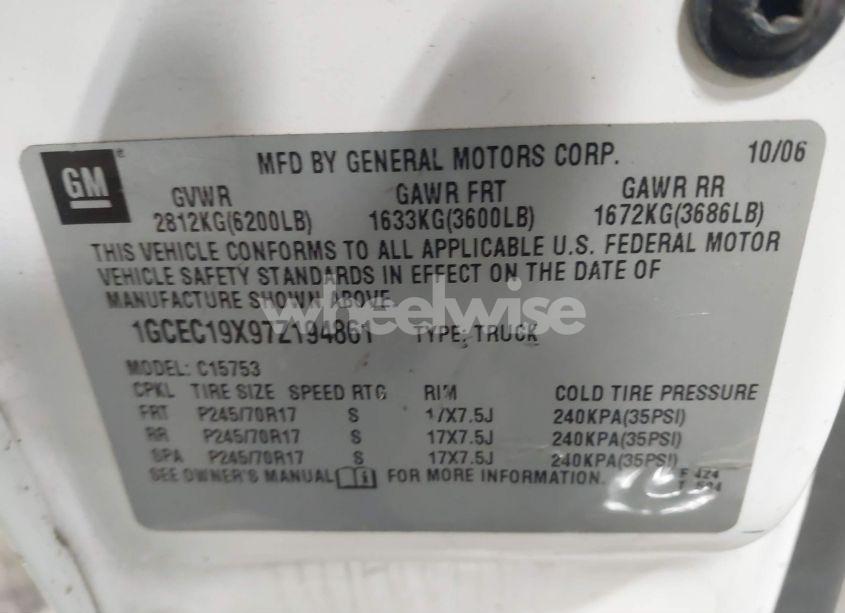 GM
MFD BY GENERAL MOTORS CORP. 10/06
GVWR GAWR FRT GAWR RR
2812KG(6200LB) 1633KG(3600LB) 1672KG(3686LB)
THIS VEHICLE CONFORMS TO ALL APPLICABLE U.S. FEDERAL MOTOR
VEHICLE SAFETY STANDARDS IN EFFECT ON THE DATE OF
MANUFACTURE SHOWN ABOVE.
wheelwise
1GCEC19X97Z194861 TYPE: TRUCK
MODEL: C15753
TIRE SIZE SPEED RTG RIM COLD TIRE PRESSURE
FRT P245/70R17 S 17X7.5J 240KPA(35PSI)
RR P245/70R17 S 17X7.5J 240KPA(35PSI)
SPA P245/70R17 S 17X7.5J 240KPA(35PSI)
SEE OWNER'S MANUAL FOR MORE INFORMATION.